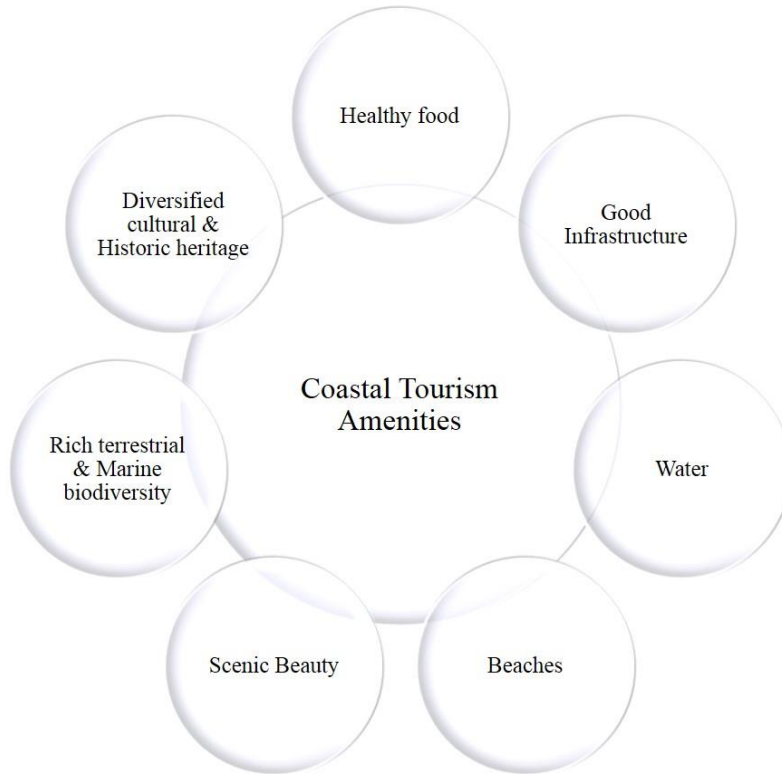 Healthy food
Diversified
cultural &
Historic heritage
Good
Infrastructure
Coastal Tourism
Amenities
Rich terrestrial
& Marine
biodiversity
Water
Scenic Beauty
Beaches